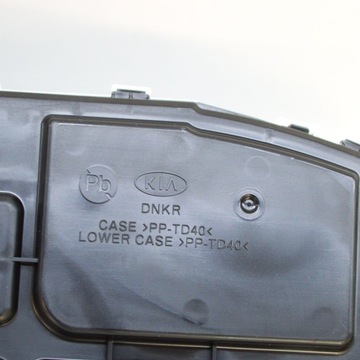 Pb KIA
DNKR
CASE >PP-TD40<
LOWER CASE >PP-TD40<